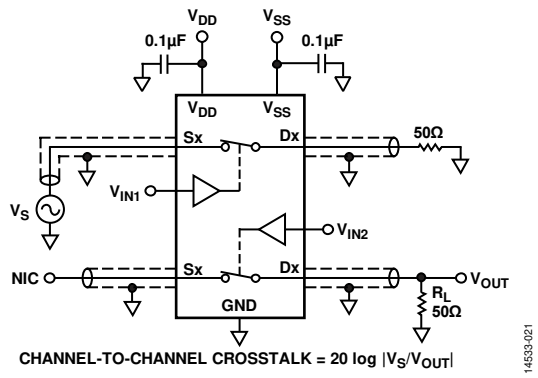 VDD
VSS
0.1µF
0.1µF
VDD
VSS
Sx
Dx
50Ω
VIN1
VS
VIN2
NIC
Sx
Dx
VOUT
RL
50Ω
GND
CHANNEL-TO-CHANNEL CROSSTALK = 20 log |VS/VOUT|
14533-021